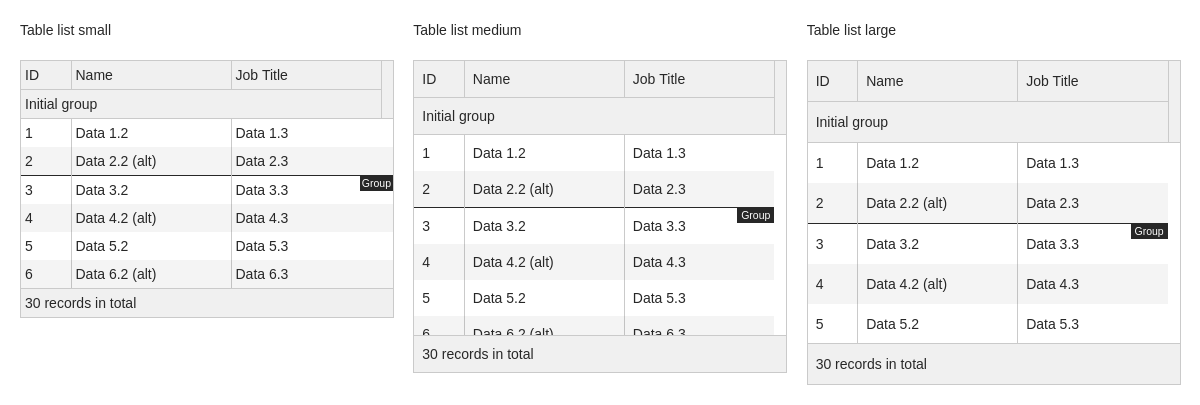 Table list small
ID Name Job Title
Initial group
1 Data 1.2 Data 1.3
2 Data 2.2 (alt) Data 2.3
3 Data 3.2 Data 3.3 Group
4 Data 4.2 (alt) Data 4.3
5 Data 5.2 Data 5.3
6 Data 6.2 (alt) Data 6.3
30 records in total
Table list medium
ID Name Job Title
Initial group
1 Data 1.2 Data 1.3
2 Data 2.2 (alt) Data 2.3
3 Data 3.2 Data 3.3 Group
4 Data 4.2 (alt) Data 4.3
5 Data 5.2 Data 5.3
6 Data 6.2 (alt) Data 6.3
30 records in total
Table list large
ID Name Job Title
Initial group
1 Data 1.2 Data 1.3
2 Data 2.2 (alt) Data 2.3
3 Data 3.2 Data 3.3 Group
4 Data 4.2 (alt) Data 4.3
5 Data 5.2 Data 5.3
30 records in total